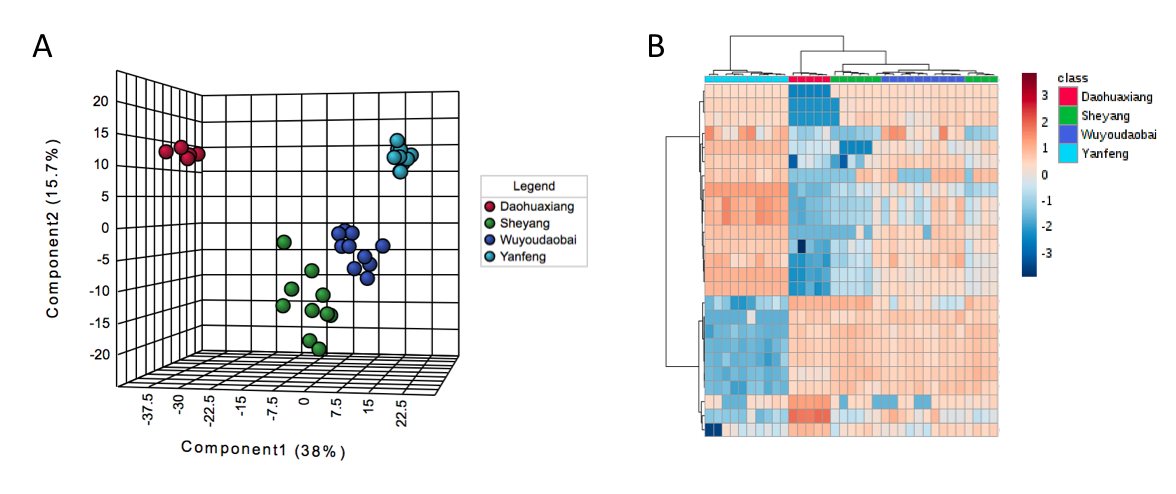 A
Component2 (15.7%)
20
15
10
5
0
-5
-10
-15
-20
-37.5
-30
-22.5
-15
-7.5
0
7.5
15
22.5
Component1 (38%)
Legend
Daohuaxiang
Sheyang
Wuyoudaobai
Yanfeng
B
class
3
2
1
0
-1
-2
-3
Daohuaxiang
Sheyang
Wuyoudaobai
Yanfeng